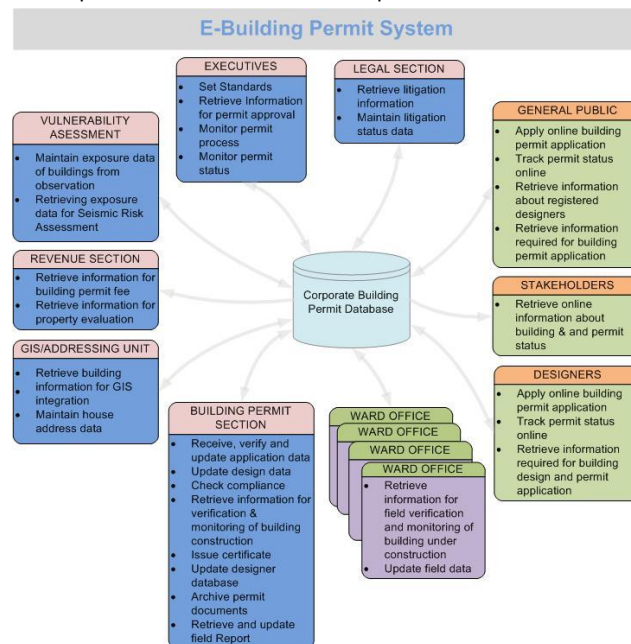 E-Building Permit System
EXECUTIVES
Set Standards
Retrieve Information
for permit approval
Monitor permit
process
Monitor permit
status
LEGAL SECTION
Retrieve litigation
information
Maintain litigation
status data
VULNERABILITY
ASESSMENT
Maintain exposure data
of buildings from
observation
Retrieving exposure
data for Seismic Risk
Assessment
GENERAL PUBLIC
Apply online building
permit application
Track permit status
online
Retrieve information
about registered
designers
Retrieve information
required for building
permit application
REVENUE SECTION
Retrieve information for
building permit fee
Retrieve information for
property evaluation
Corporate Building
Permit Database
STAKEHOLDERS
Retrieve online
information about
building & and permit
status
GIS/ADDRESSING UNIT
Retrieve building
information for GIS
integration
Maintain house
address data
DESIGNERS
Apply online building
permit application
Track permit status
online
Retrieve information
required for building
design and permit
application
BUILDING PERMIT
SECTION
Receive, verify and
update application data
Update design data
Check compliance
Retrieve information for
verification &
monitoring of building
construction
Issue certificate
Update designer
database
Archive permit
documents
Retrieve and update
field Report
WARD OFFICE
WARD OFFICE
WARD OFFICE
WARD OFFICE
Retrieve
information for
field verification
and monitoring of
building under
construction
Update field data